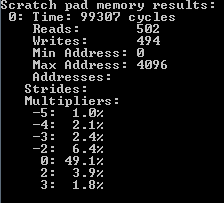 Scratch pad memory results:
0: Time: 99307 cycles
Reads: 502
Writes: 494
Min Address: 0
Max Address: 4096
Addresses:
Strides:
Multipliers:
-5: 1.0%
-4: 2.1%
-3: 2.4%
-2: 6.4%
0: 49.1%
2: 3.9%
3: 1.8%